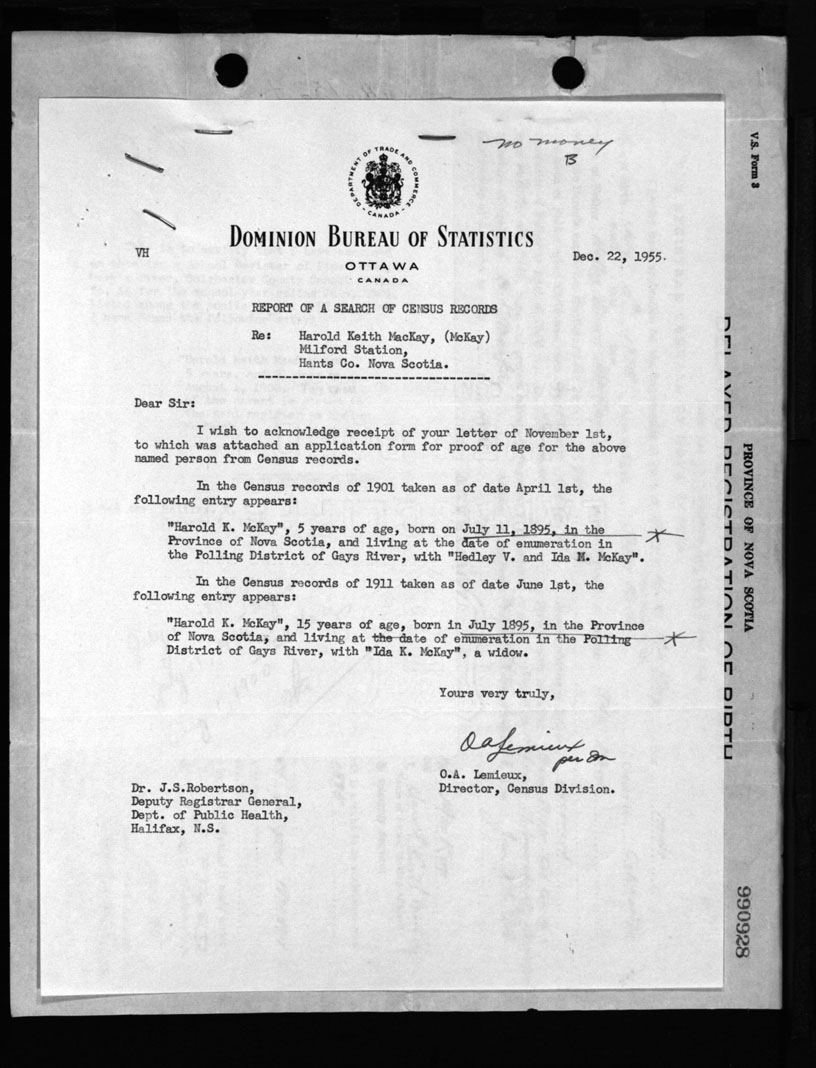 no money
B
DEPARTMENT OF TRADE AND COMMERCE
- CANADA -
DOMINION BUREAU OF STATISTICS
VH
Dec. 22, 1955.
OTTAWA
CANADA
REPORT OF A SEARCH OF CENSUS RECORDS
Re: Harold Keith MacKay, (McKay)
Milford Station,
Hants Co. Nova Scotia.
Dear Sir:
I wish to acknowledge receipt of your letter of November 1st,
to which was attached an application form for proof of age for the above
named person from Census records.
In the Census records of 1901 taken as of date April 1st, the
following entry appears:
"Harold K. McKay", 5 years of age, born on July 11, 1895, in the
Province of Nova Scotia, and living at the date of enumeration in
the Polling District of Gays River, with "Hedley V. and Ida M. McKay".
In the Census records of 1911 taken as of date June 1st, the
following entry appears:
"Harold K. McKay", 15 years of age, born in July 1895, in the Province
of Nova Scotia, and living at the date of enumeration in the Polling
District of Gays River, with "Ida K. McKay", a widow.
Yours very truly,
O A Lemieux
per
O.A. Lemieux,
Director, Census Division.
Dr. J.S.Robertson,
Deputy Registrar General,
Dept. of Public Health,
Halifax, N.S.
V.S. Form 3
PROVINCE OF NOVA SCOTIA
DELAYED REGISTRATION OF BIRTH
990928